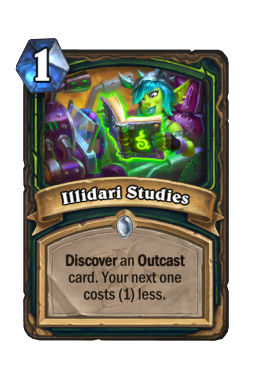 1
Illidari Studies
Discover an Outcast
card. Your next one
costs (1) less.